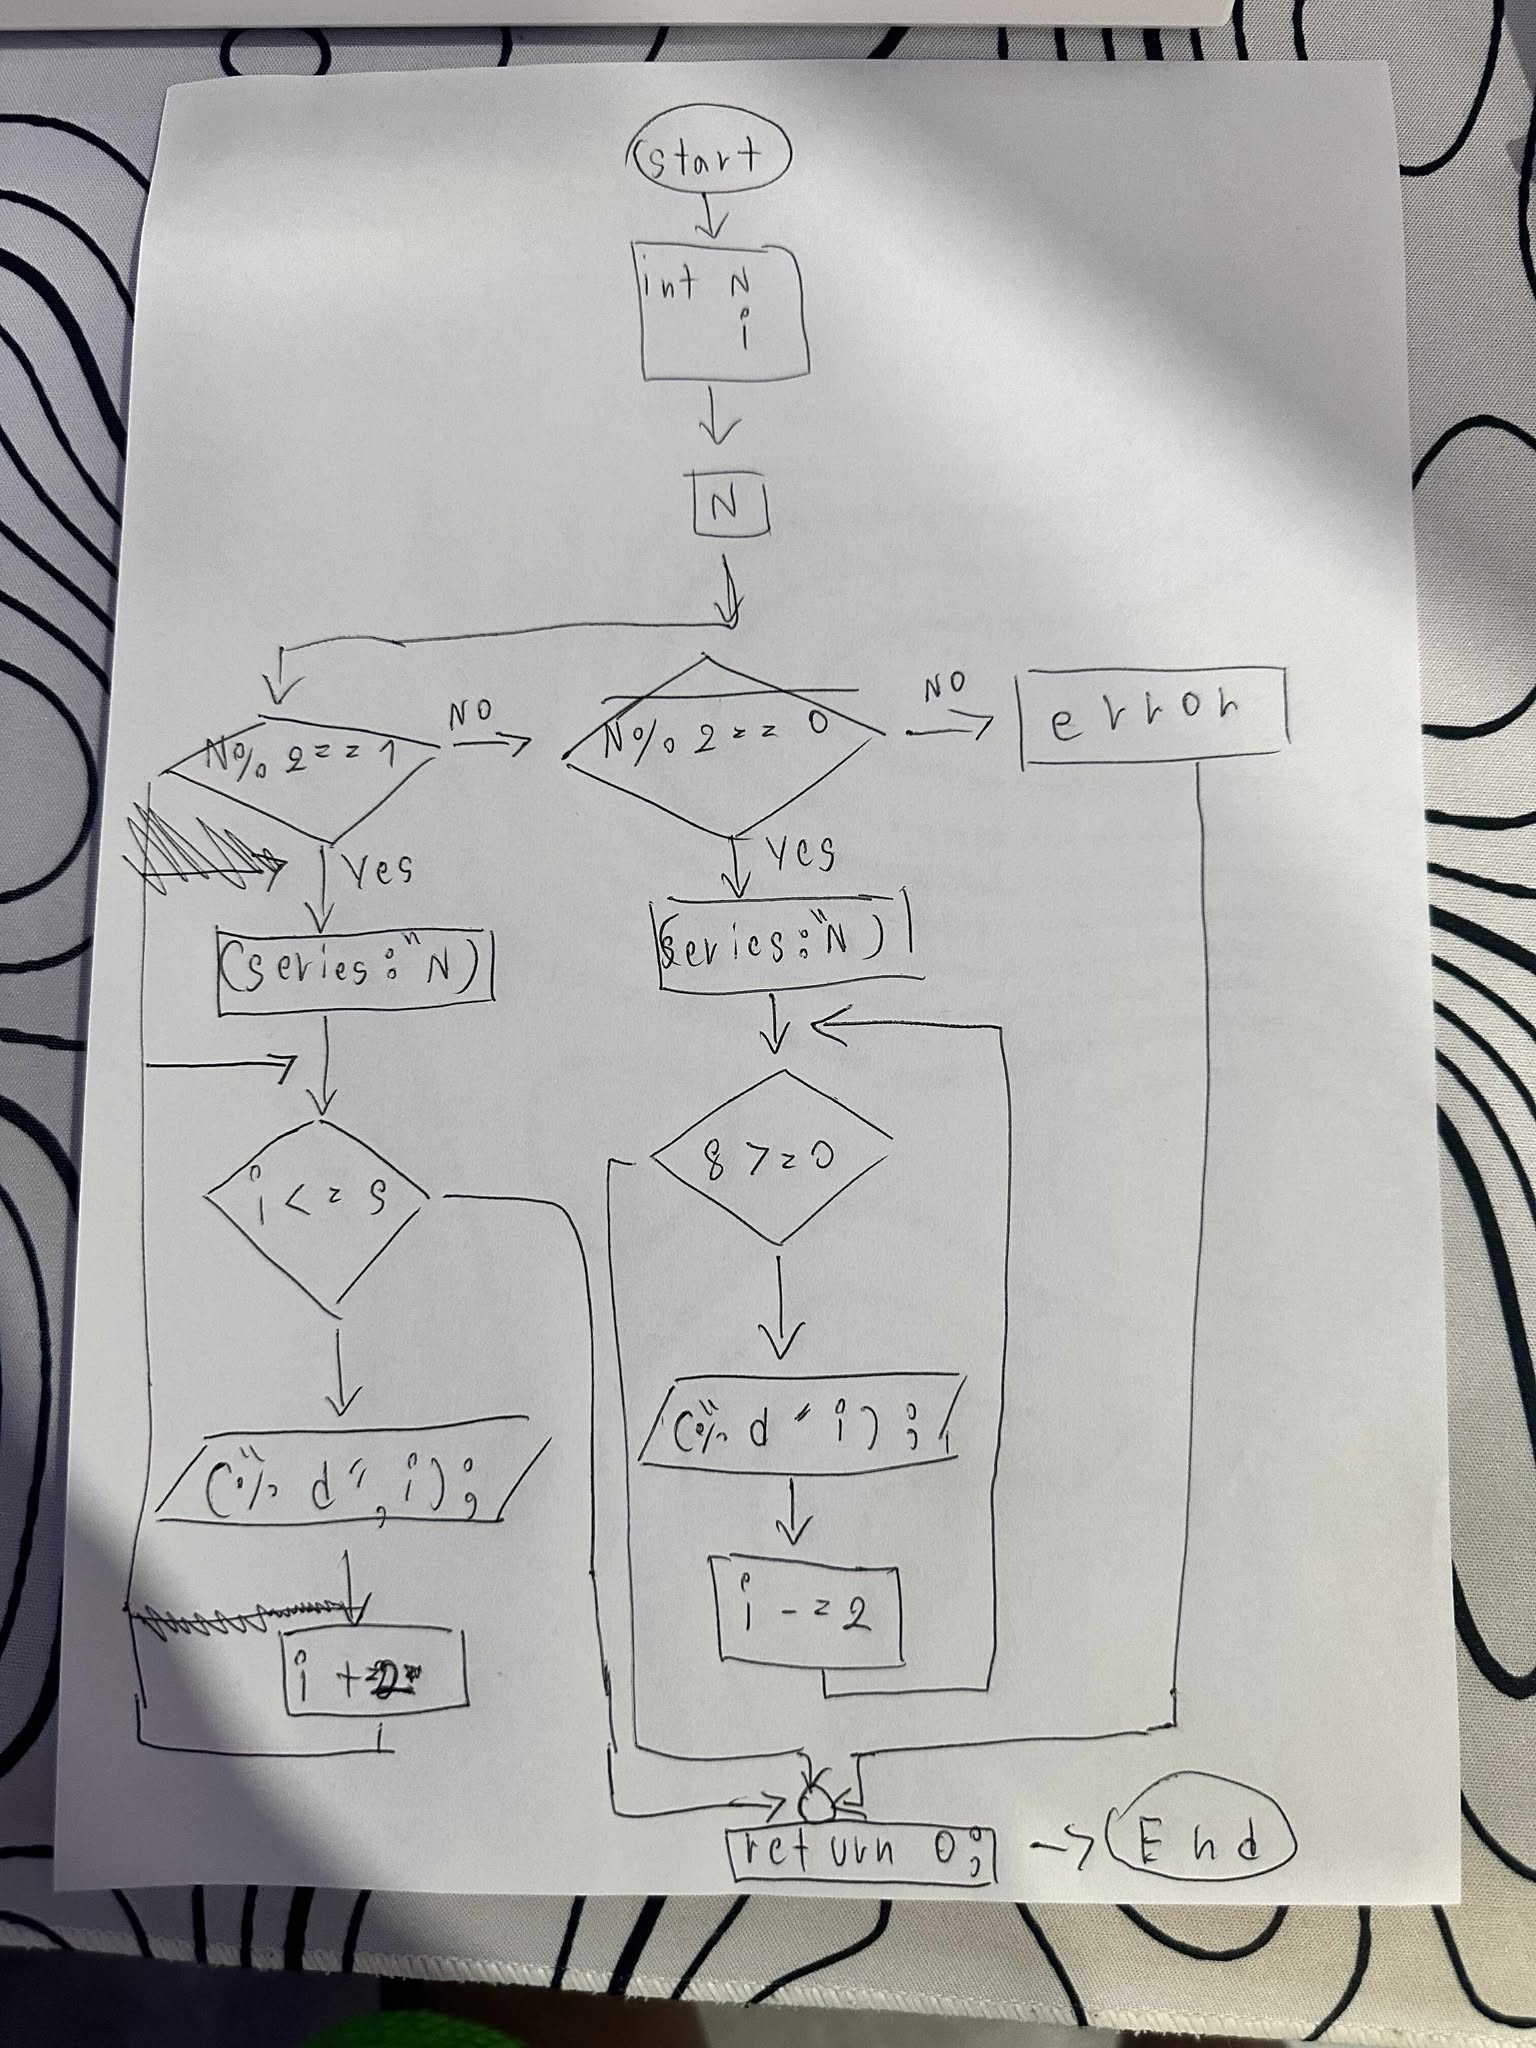 start
int N
i
N
N% 2 == 1
NO
N% 2 == 0
NO
error
Yes
Yes
(series:" N)
(series:" N)
i <= 9
8 >= 0
("% d", i);
("% d " i);
i += 2
i -= 2
return 0;
End